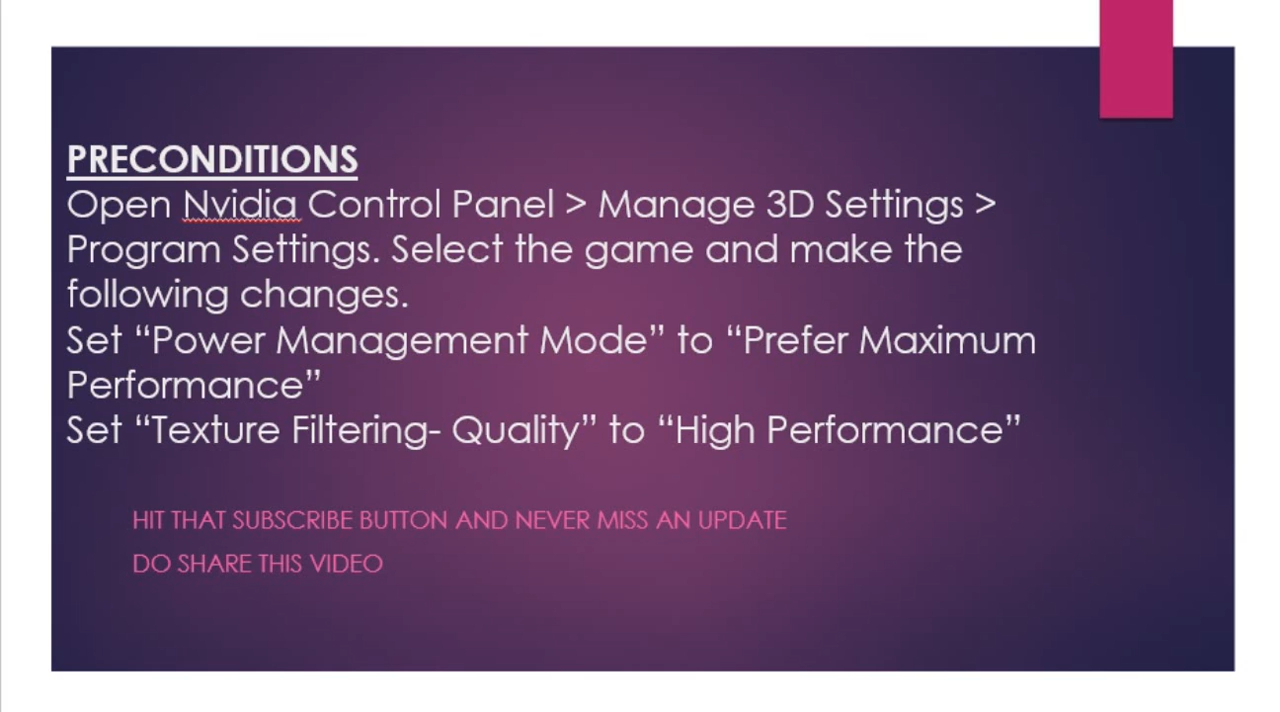 PRECONDITIONS
Open Nvidia Control Panel > Manage 3D Settings >
Program Settings. Select the game and make the
following changes.
Set “Power Management Mode” to “Prefer Maximum
Performance”
Set “Texture Filtering- Quality” to “High Performance”
HIT THAT SUBSCRIBE BUTTON AND NEVER MISS AN UPDATE
DO SHARE THIS VIDEO